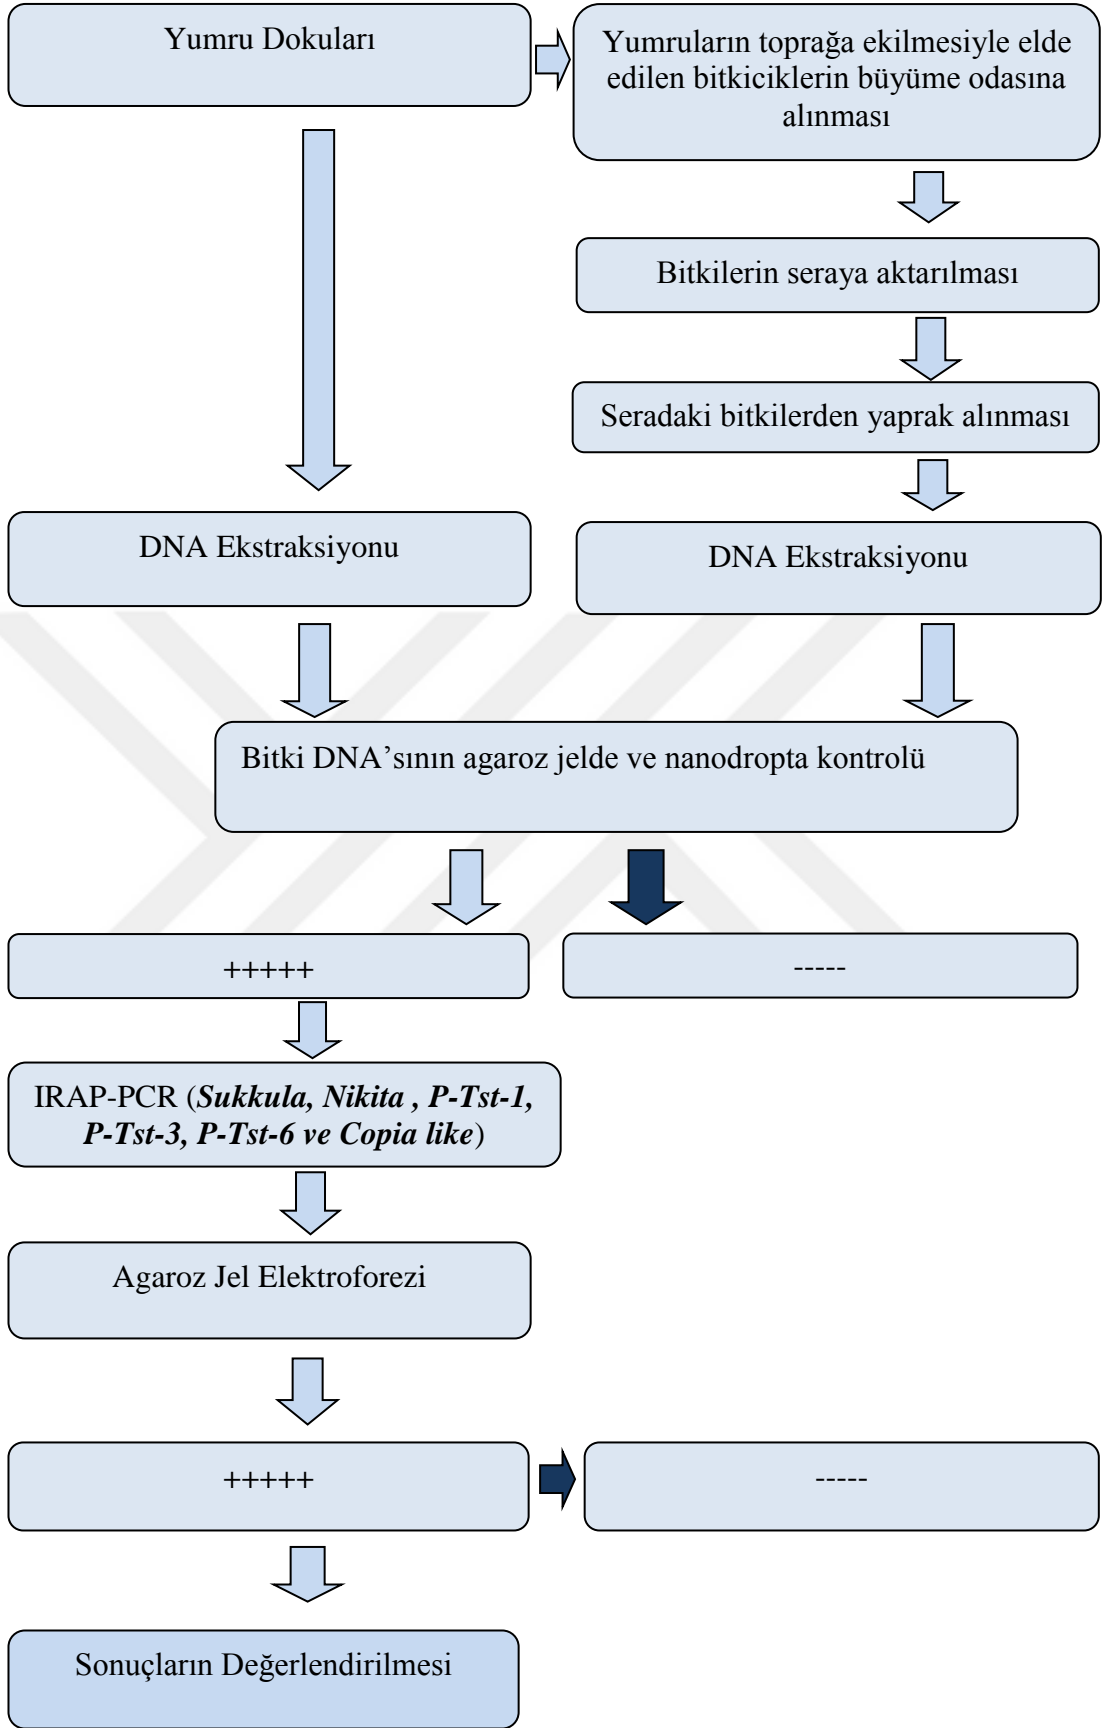 Yumru Dokuları
Yumruların toprağa ekilmesiyle elde
edilen bitkiciklerin büyüme odasına
alınması
Bitkilerin seraya aktarılması
Seradaki bitkilerden yaprak alınması
DNA Ekstraksiyonu
DNA Ekstraksiyonu
Bitki DNA’sının agaroz jelde ve nanodropta kontrolü
+++++
-----
IRAP-PCR (Sukkula, Nikita , P-Tst-1,
P-Tst-3, P-Tst-6 ve Copia like)
Agaroz Jel Elektroforezi
+++++
-----
Sonuçların Değerlendirilmesi